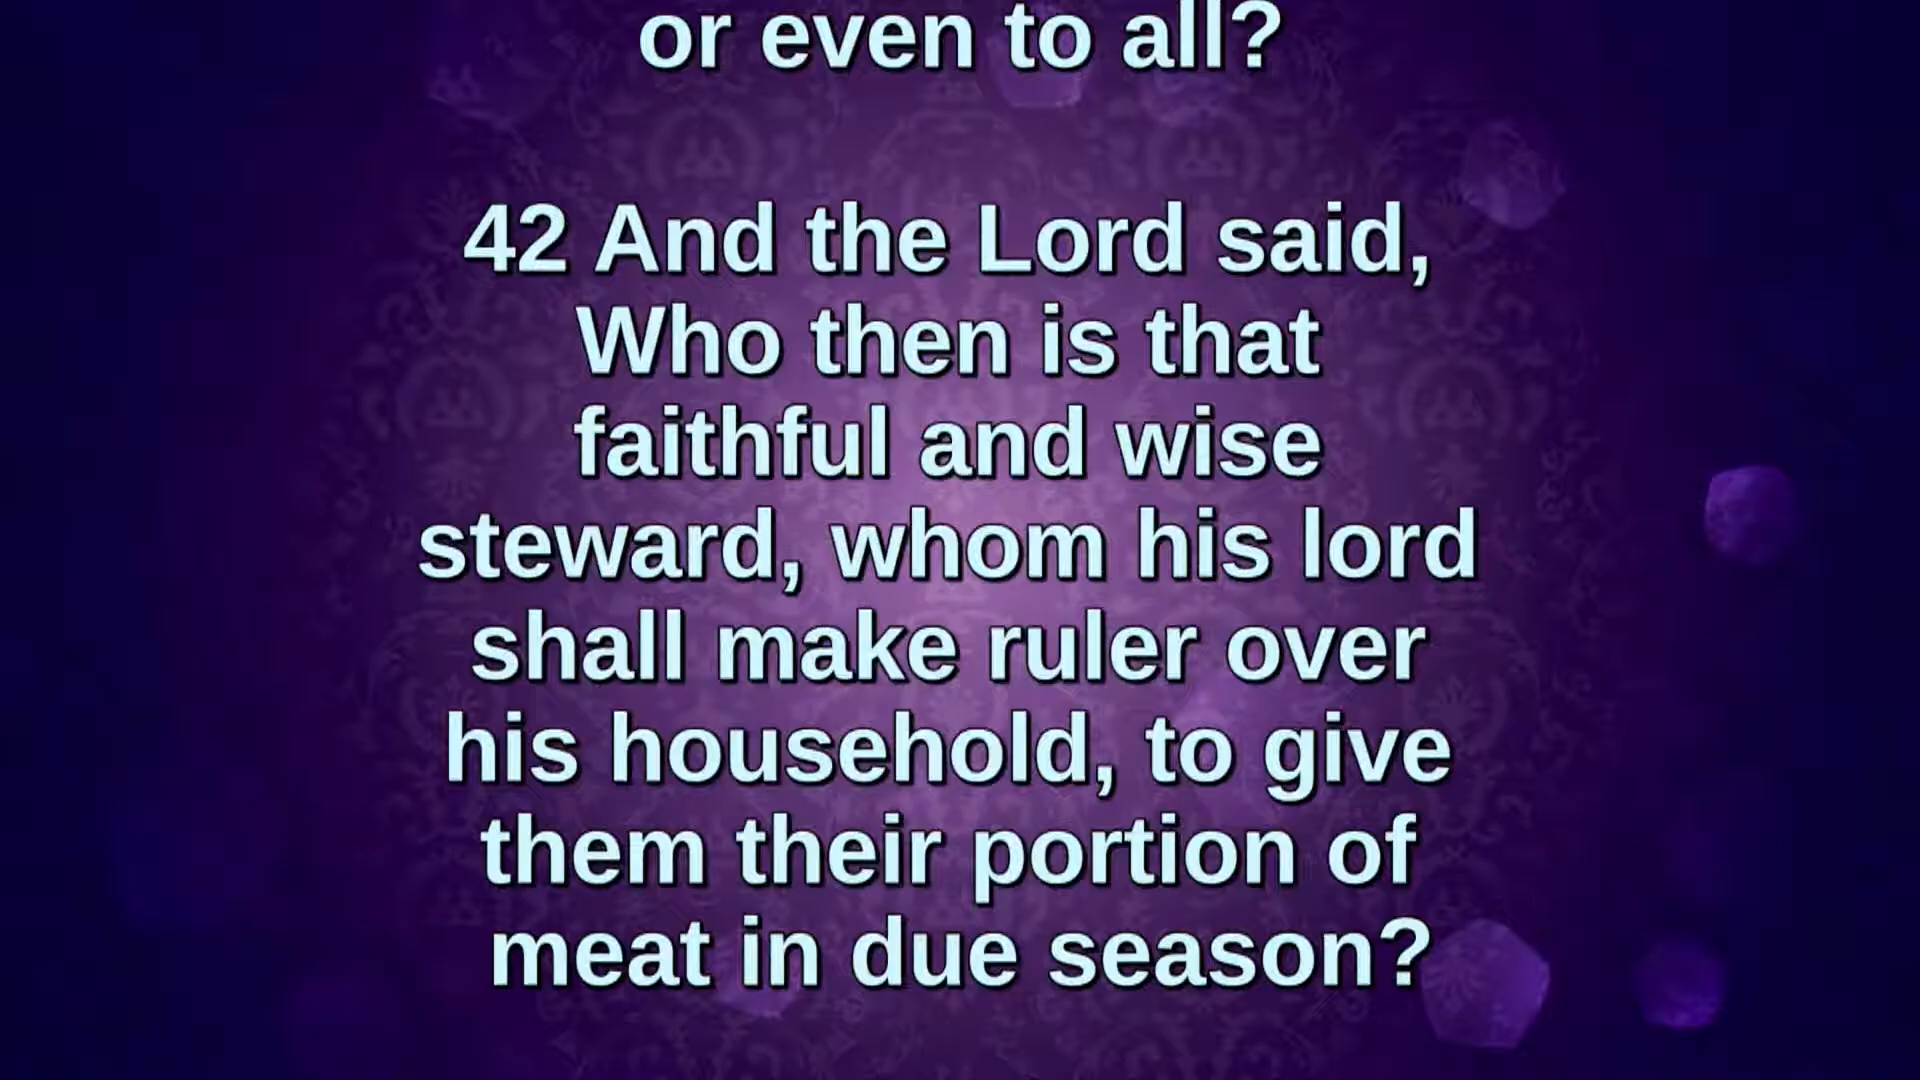 or even to all?
42 And the Lord said,
Who then is that
faithful and wise
steward, whom his lord
shall make ruler over
his household, to give
them their portion of
meat in due season?